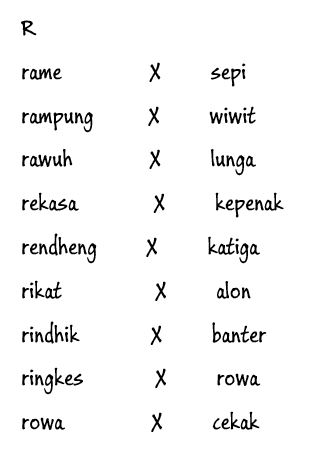 R
rame X sepi
rampung X wiwit
rawuh X lunga
rekasa X kepenak
rendheng X katiga
rikat X alon
rindhik X banter
ringkes X rowa
rowa X cekak